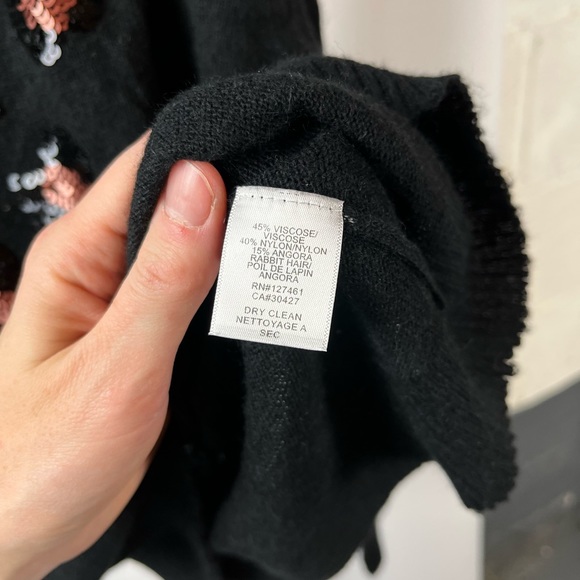 45% VISCOSE/
VISCOSE
40% NYLON/NYLON
15% ANGORA
RABBIT HAIR/
POIL DE LAPIN
ANGORA
RN#127461
CA#30427
DRY CLEAN
NETTOYAGE A
SEC